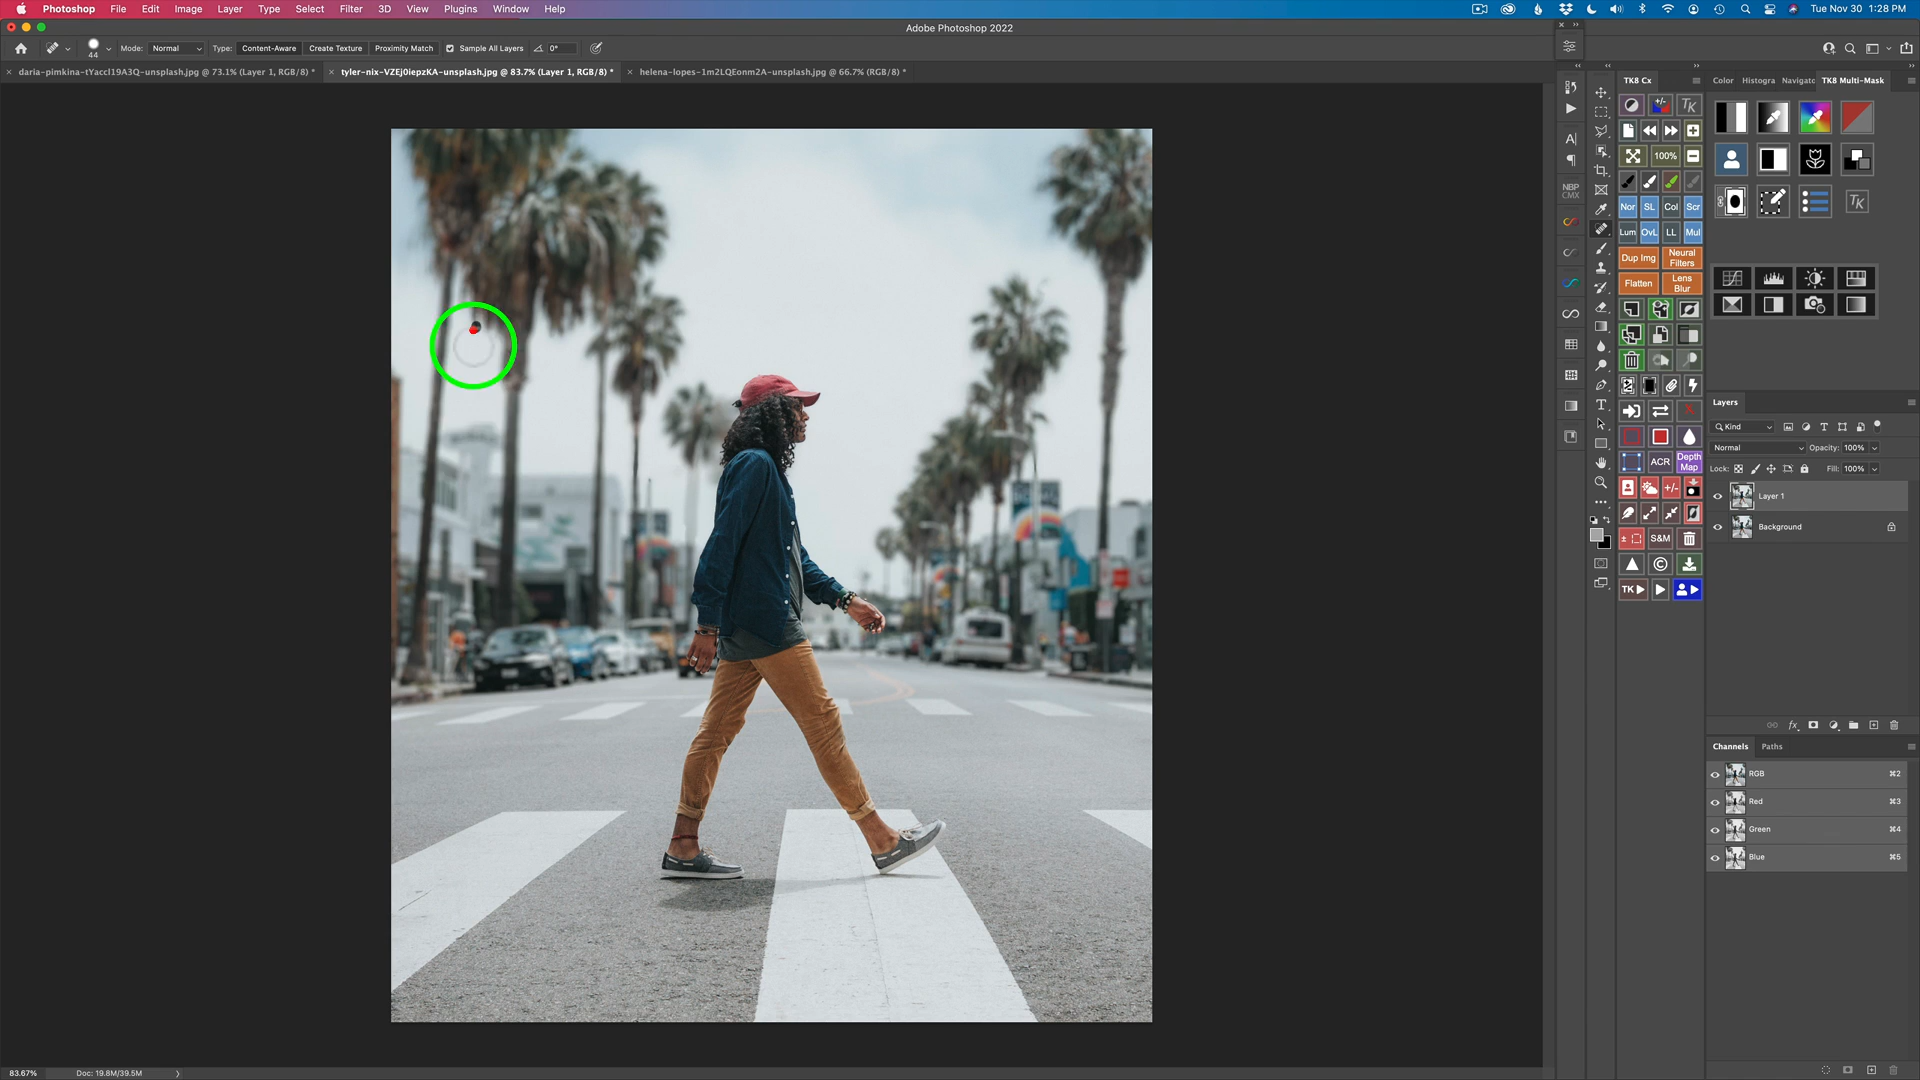 Photoshop File Edit Image Layer Type Select Filter 3D View Plugins Window Help Tue Nov 30 1:28 PM
Adobe Photoshop 2022
44 Mode: Normal Type: Content-Aware Create Texture Proximity Match Sample All Layers 0°
daria-pimkina-tYaccl19A3Q-unsplash.jpg @ 73.1% (Layer 1, RGB/8) * tyler-nix-VZEj0iepzKA-unsplash.jpg @ 83.7% (Layer 1, RGB/8) * helena-lopes-1m2LQEonm2A-unsplash.jpg @ 66.7% (RGB/8) *
TK8 Cx Color Histogra Navigato TK8 Multi-Mask
TK
100%
NBP
CMX
Nor SL Col Scr
TK
Lum OvL LL Mul
Dup Img Neural Filters
Flatten Lens Blur
Layers
Kind
Normal Opacity: 100%
ACR Depth Map
Lock: Fill: 100%
Layer 1
Background
S&M
TK
Channels Paths
RGB ⌘2
Red ⌘3
Green ⌘4
Blue ⌘5
83.67% Doc: 19.8M/39.5M